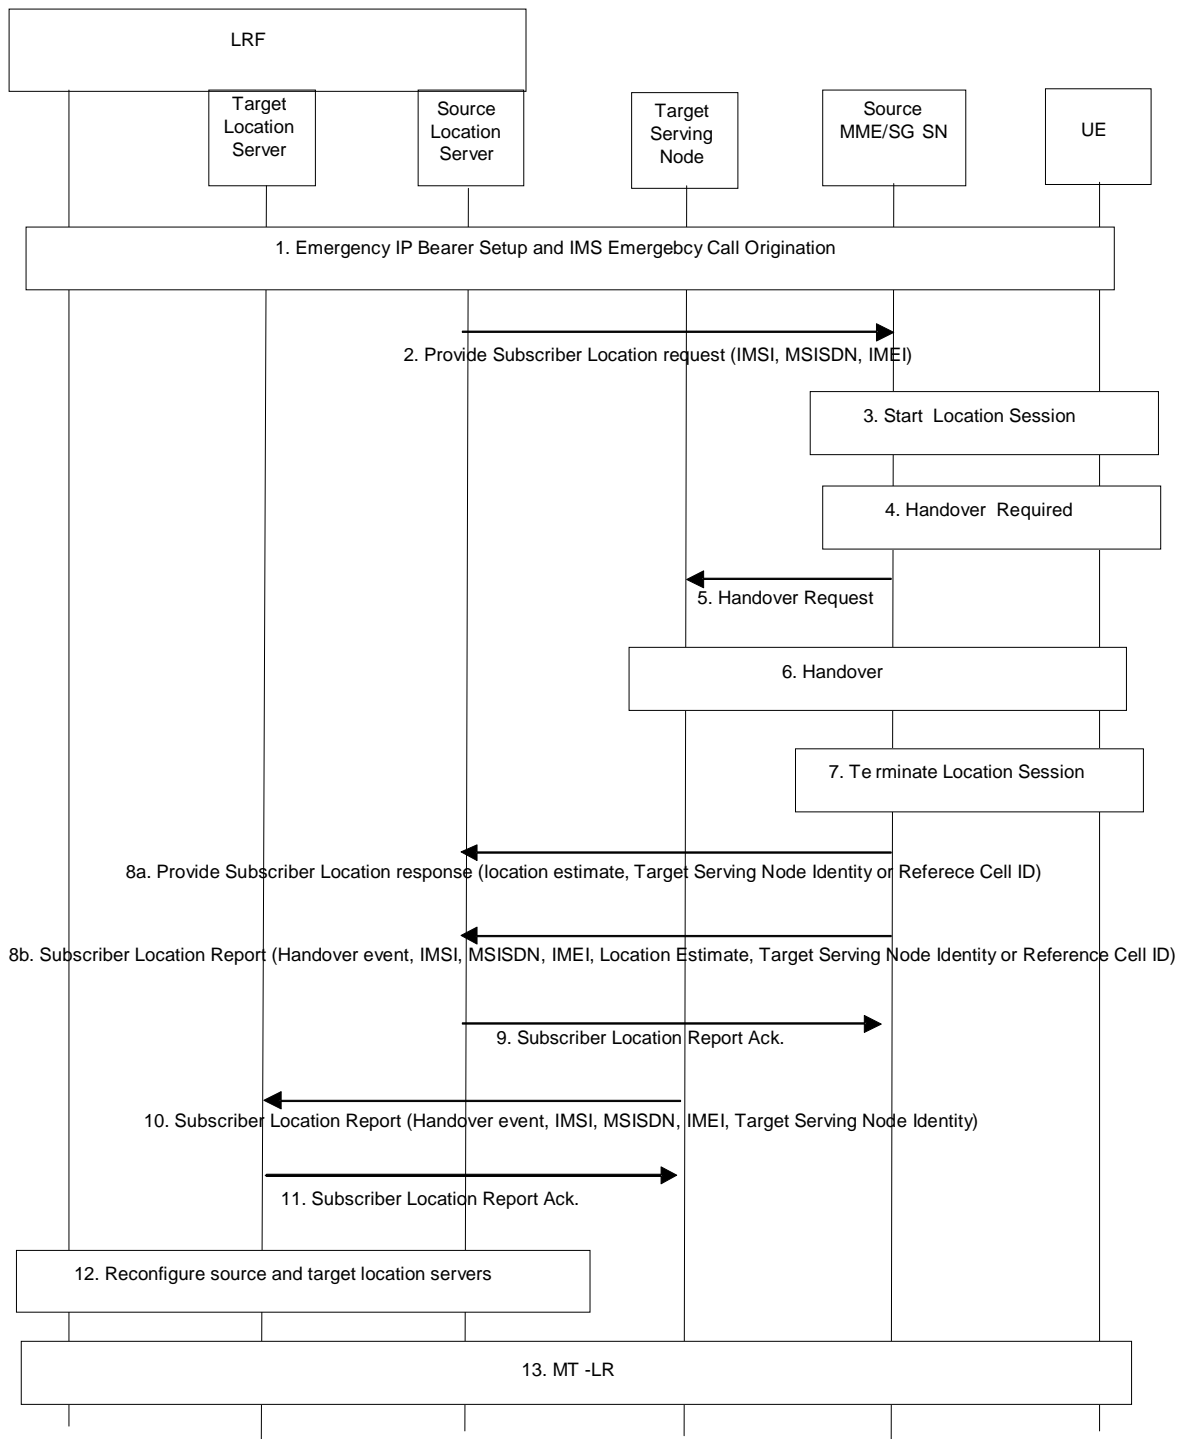 LRF
Target
Location
Server
Source
Location
Server
Target
Serving
Node
Source
MME/SG SN
UE
1. Emergency IP Bearer Setup and IMS Emergebcy Call Origination
2. Provide Subscriber Location request (IMSI, MSISDN, IMEI)
3. Start Location Session
4. Handover Required
5. Handover Request
6. Handover
7. Te rminate Location Session
8a. Provide Subscriber Location response (location estimate, Target Serving Node Identity or Referece Cell ID)
8b. Subscriber Location Report (Handover event, IMSI, MSISDN, IMEI, Location Estimate, Target Serving Node Identity or Reference Cell ID)
9. Subscriber Location Report Ack.
10. Subscriber Location Report (Handover event, IMSI, MSISDN, IMEI, Target Serving Node Identity)
11. Subscriber Location Report Ack.
12. Reconfigure source and target location servers
13. MT -LR